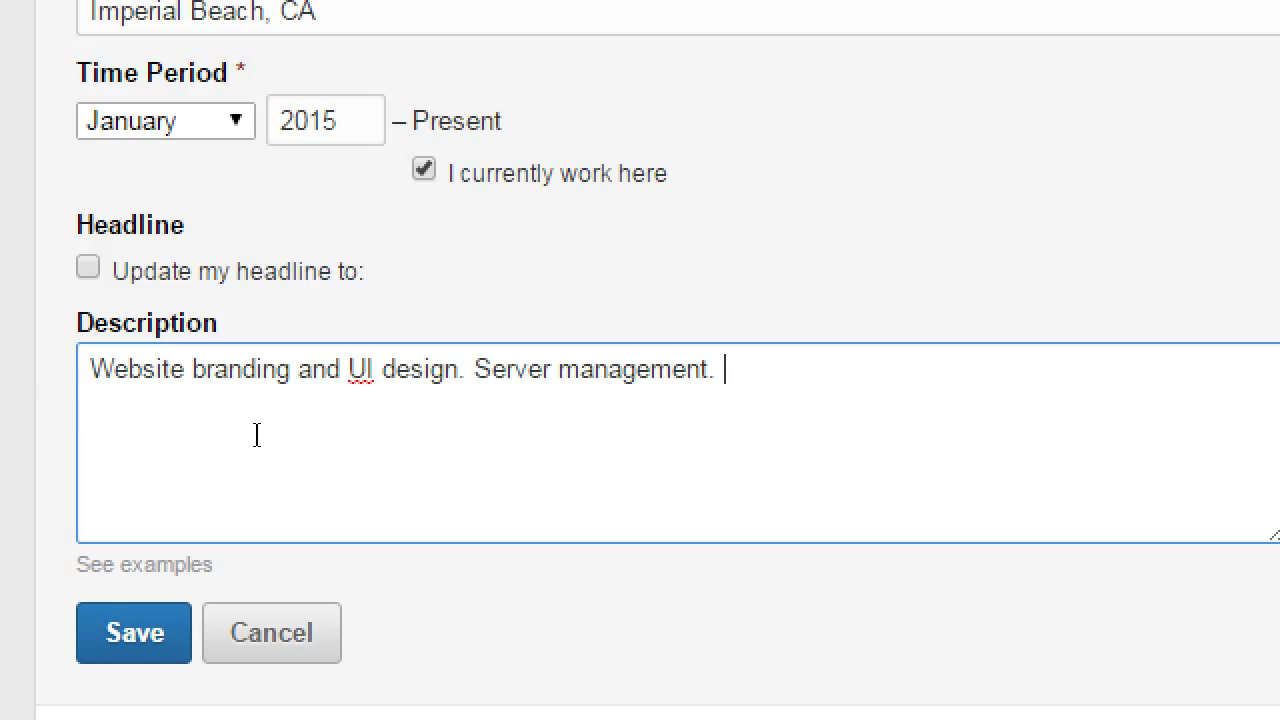 Imperial Beach, CA
Time Period *
January 2015 – Present
I currently work here
Headline
Update my headline to:
Description
Website branding and UI design. Server management.
See examples
Save Cancel